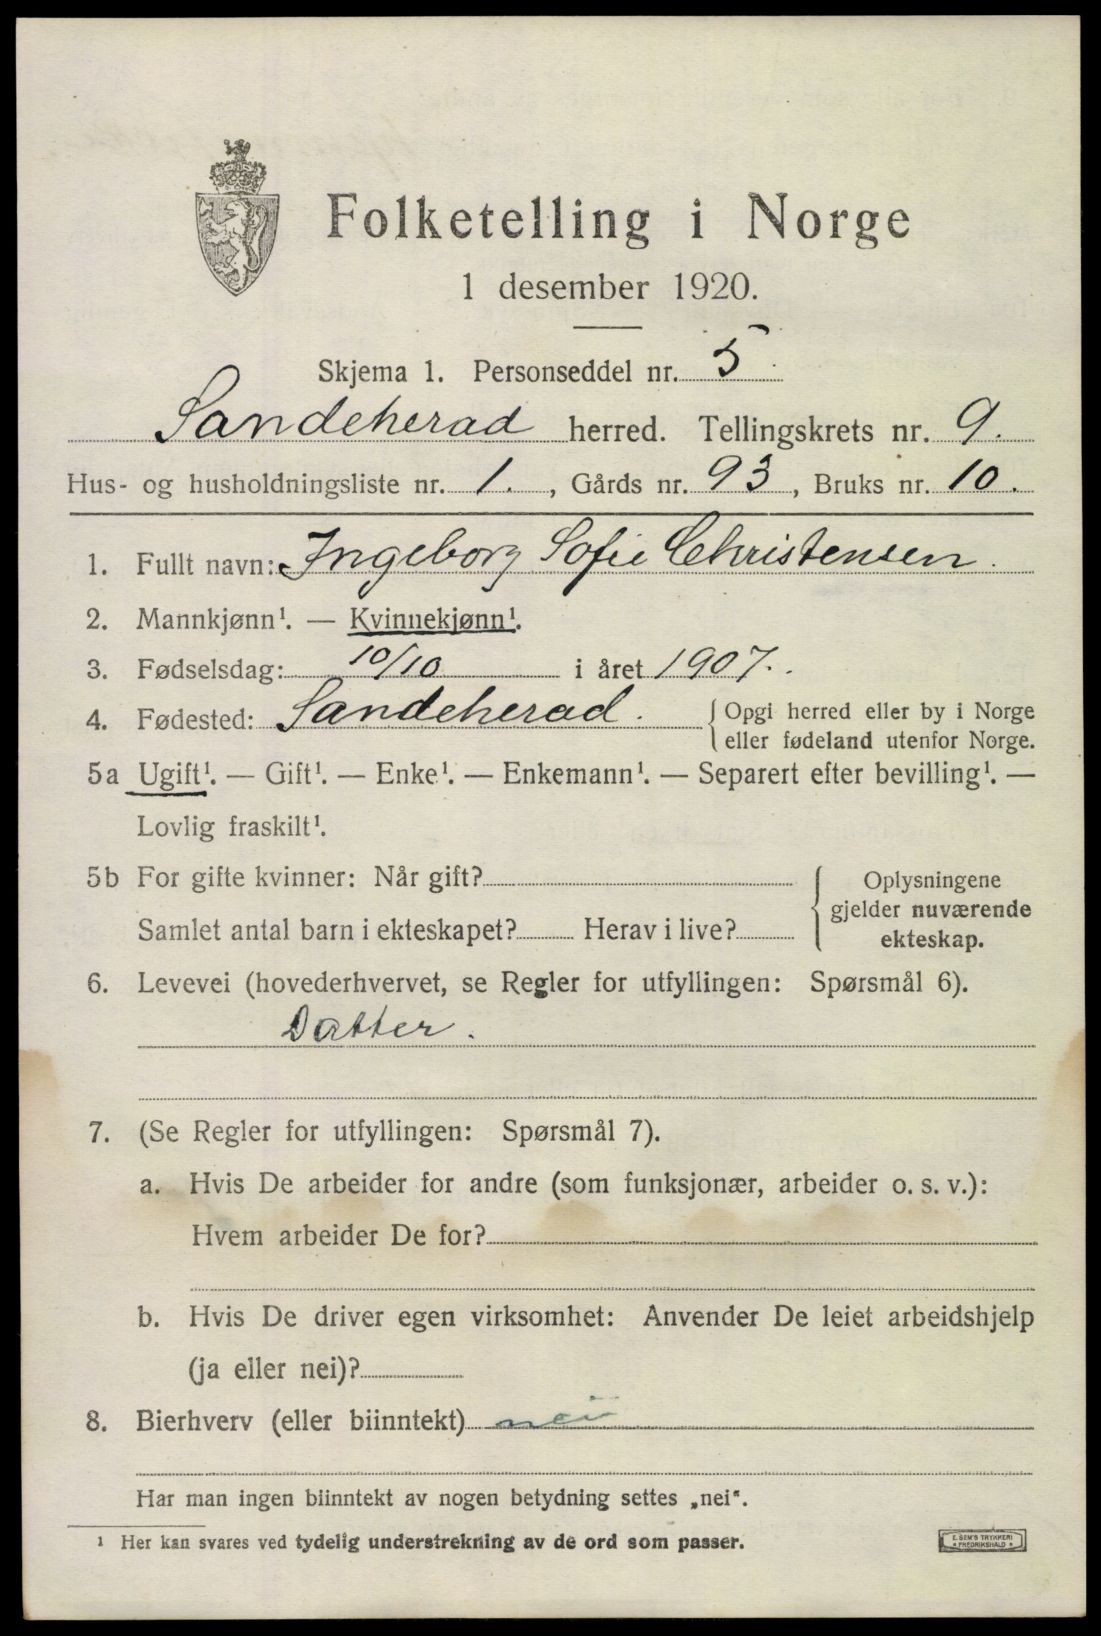 Folketelling i Norge
1 desember 1920.
Skjema 1. Personseddel nr. 5
Sandeherad herred. Tellingskrets nr. 9.
Hus- og husholdningsliste nr. 1. , Gårds nr. 93 , Bruks nr. 10.
1. Fullt navn: Ingeborg Sofie Christensen.
2. Mannkjønn¹. — Kvinnekjønn¹.
3. Fødselsdag: 10/10 i året 1907.
4. Fødested: Sandeherad. {Opgi herred eller by i Norge
eller fødeland utenfor Norge.
5a Ugift¹. — Gift¹. — Enke¹. — Enkemann¹. — Separert efter bevilling¹. —
Lovlig fraskilt¹.
5b For gifte kvinner: Når gift?
Samlet antal barn i ekteskapet? Herav i live?
Oplysningene
gjelder nuværende
ekteskap.
6. Levevei (hovederhvervet, se Regler for utfyllingen: Spørsmål 6).
Datter.
7. (Se Regler for utfyllingen: Spørsmål 7).
a. Hvis De arbeider for andre (som funksjonær, arbeider o. s. v.):
Hvem arbeider De for?
b. Hvis De driver egen virksomhet: Anvender De leiet arbeidshjelp
(ja eller nei)?
8. Bierhverv (eller biinntekt) nei
Har man ingen biinntekt av nogen betydning settes „nei“.
¹ Her kan svares ved tydelig understrekning av de ord som passer.
E. SEM'S TRYKKERI
* FREDRIKSHALD *